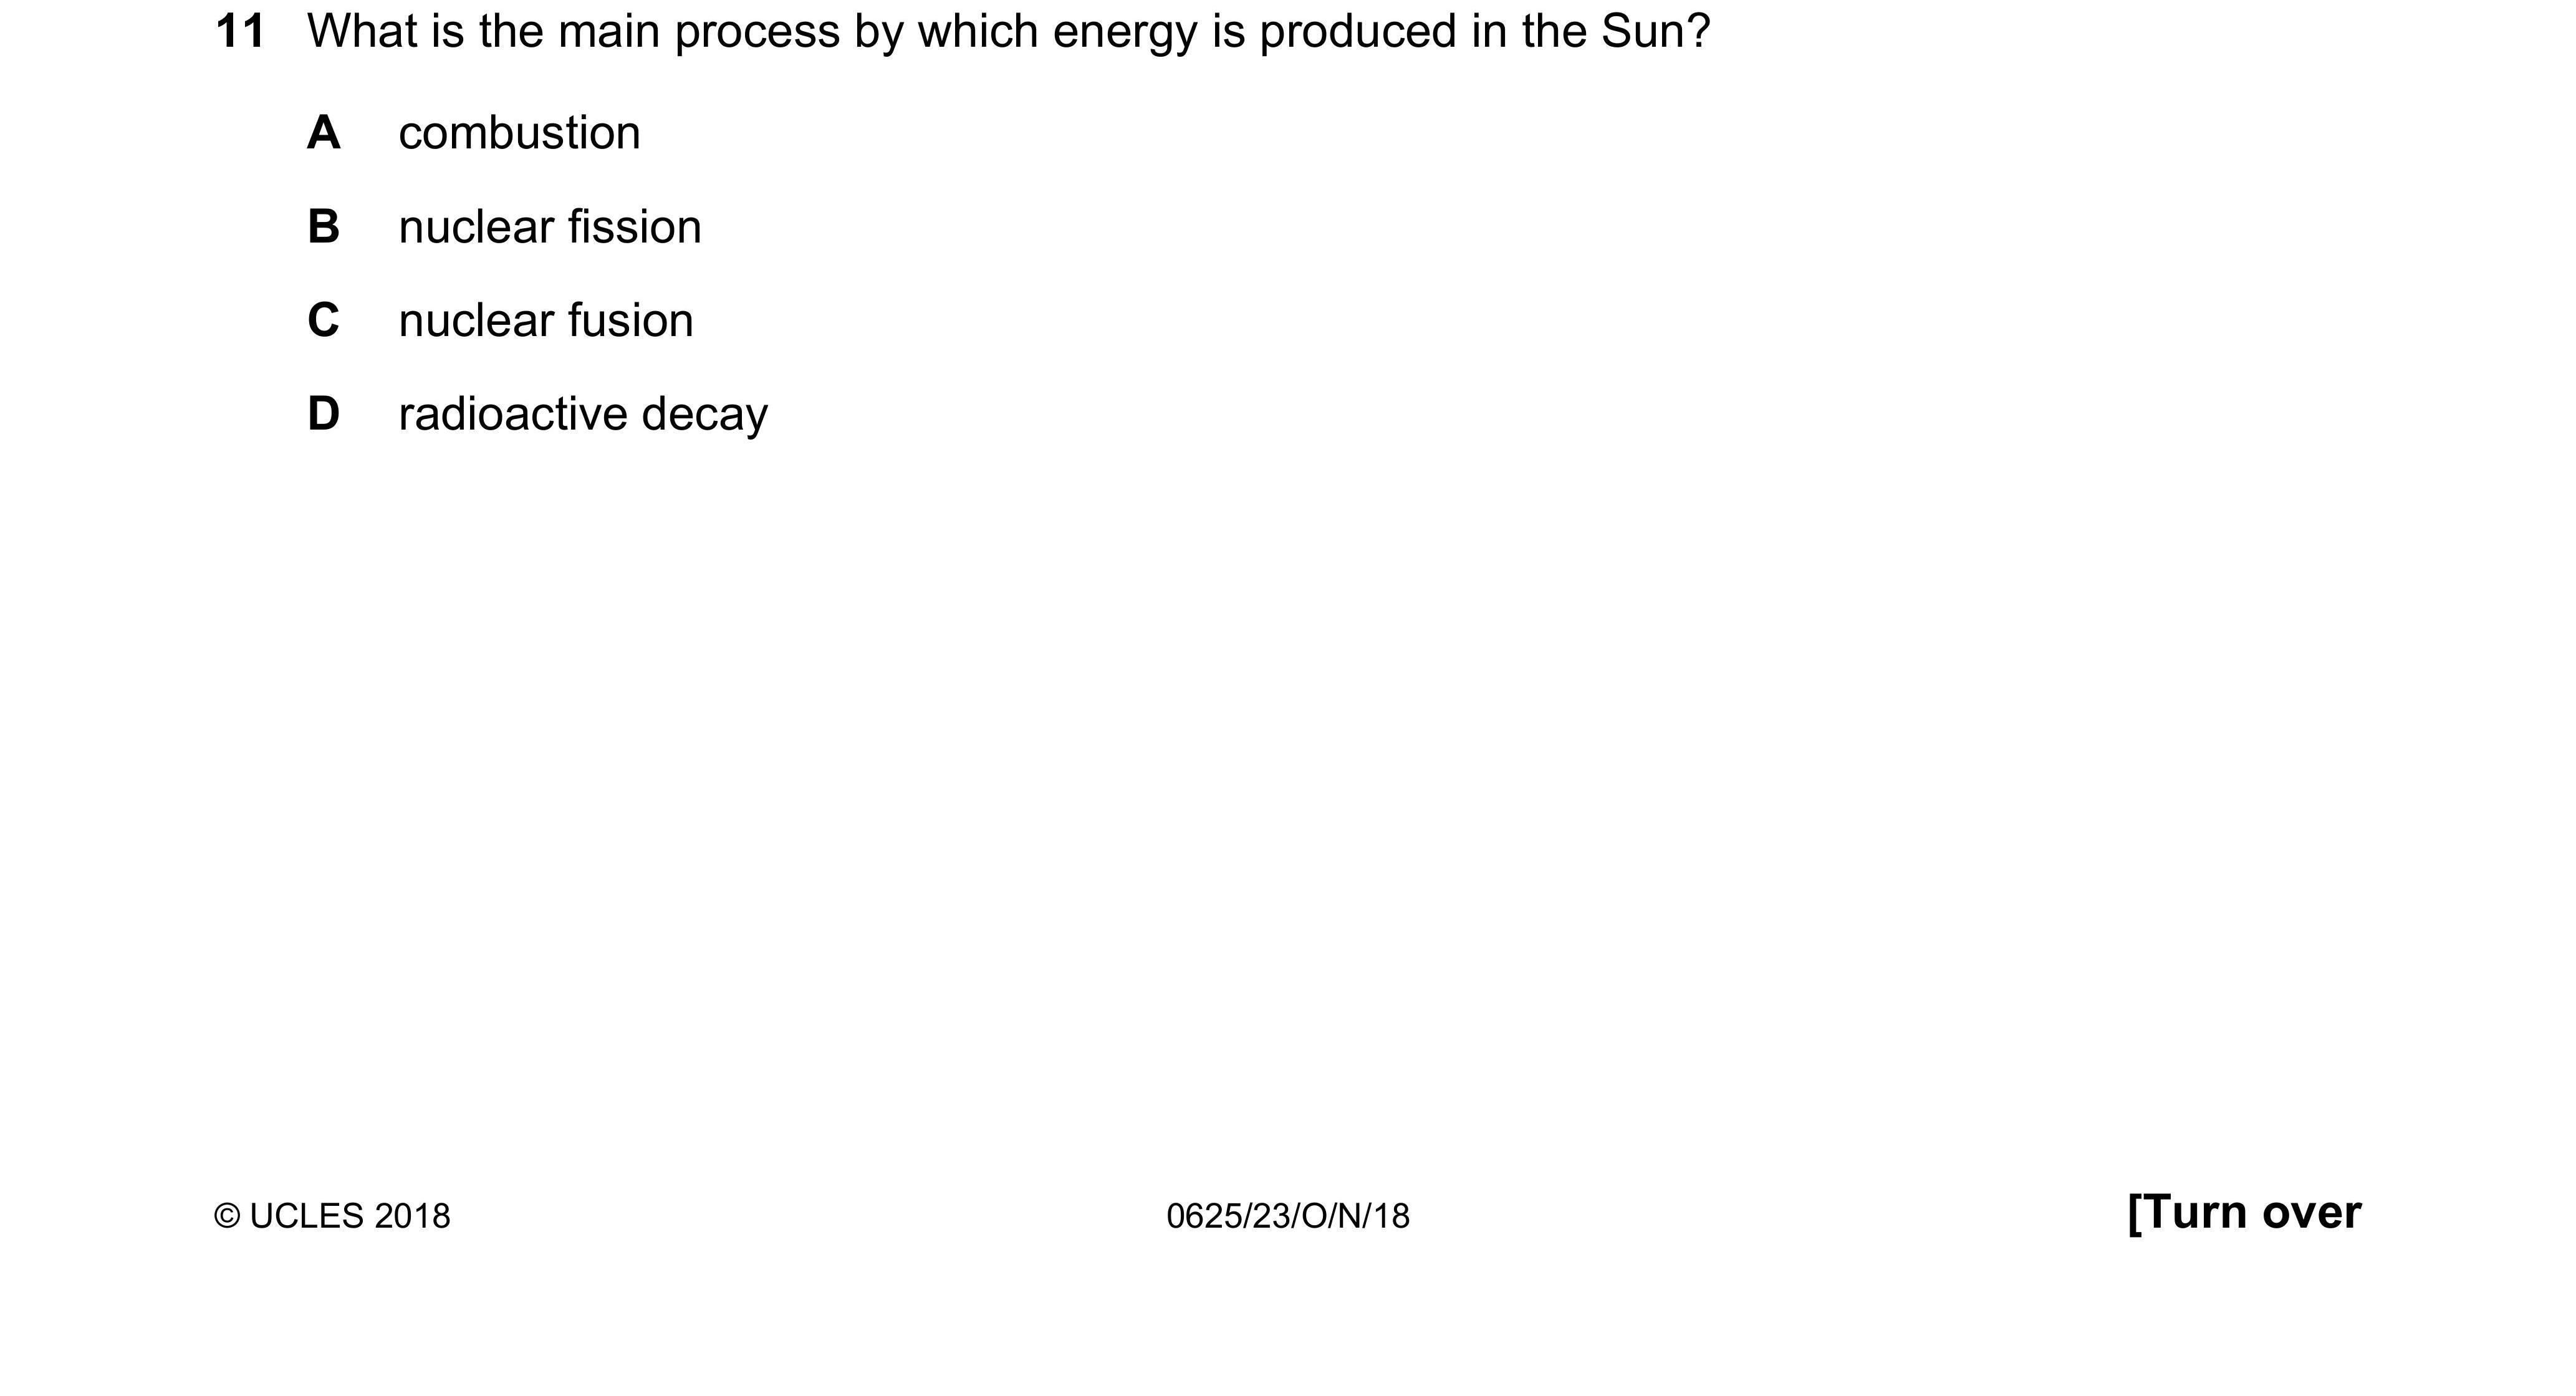 11 What is the main process by which energy is produced in the Sun?
A combustion
B nuclear fission
C nuclear fusion
D radioactive decay
© UCLES 2018 0625/23/O/N/18 [Turn over